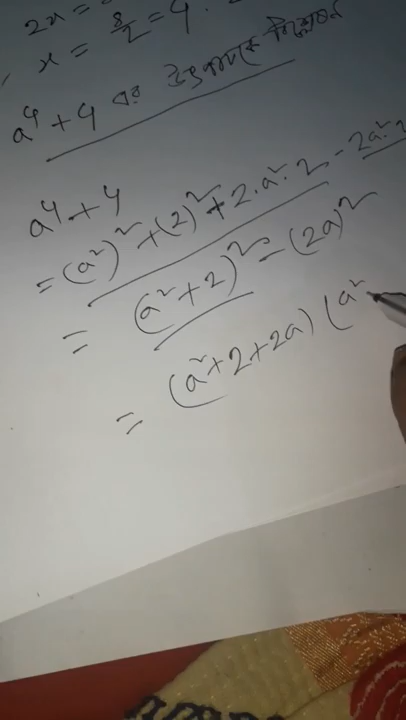 2x =
x = 8/2 = 4
a⁴ + 4 এর উৎপাদকে বিশ্লেষণ
a⁴ + 4
= (a²)² + (2)² + 2·a²·2 - 2a²·2
= (a² + 2)² - (2a)²
= (a² + 2 + 2a) (a²